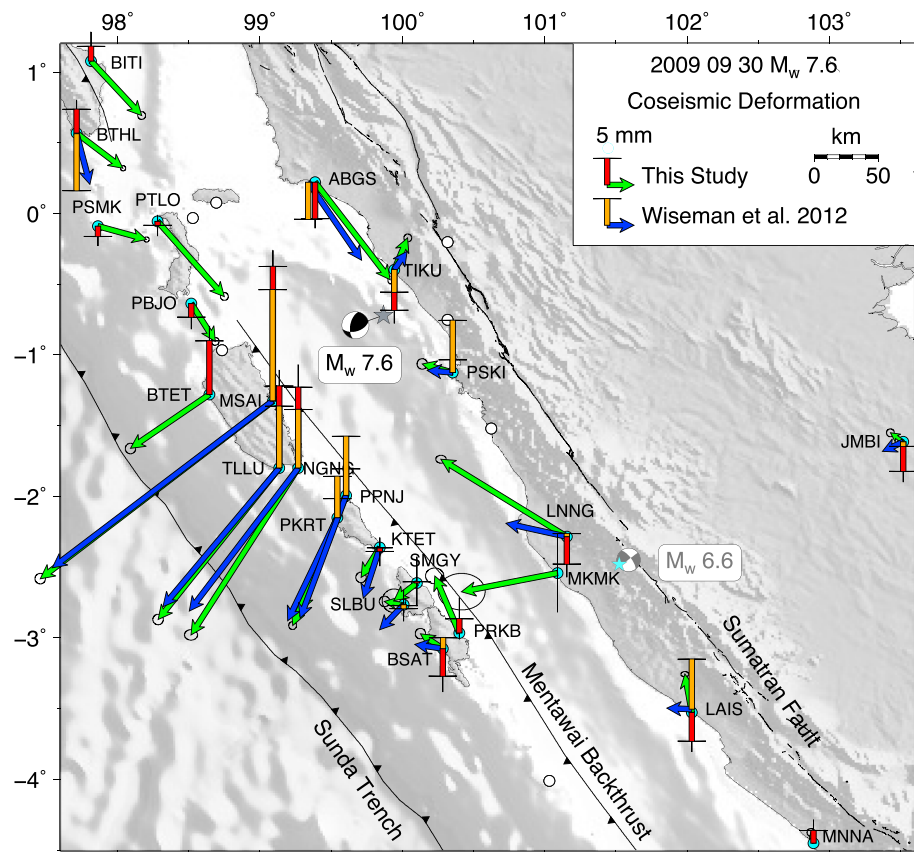 98°
99°
100°
101°
102°
103°
1°
0°
−1°
−2°
−3°
−4°
2009 09 30 Mw 7.6
Coseismic Deformation
5 mm
km
0
50
This Study
Wiseman et al. 2012
BITI
BTHL
PSMK
PTLO
ABGS
TIKU
PBJO
Mw 7.6
PSKI
BTET
MSAI
JMBI
TLLU
NGNG
PPNJ
PKRT
LNNG
KTET
SMGY
MKMK
Mw 6.6
SLBU
PRKB
BSAT
LAIS
MNNA
Sumatran Fault
Mentawai Backthrust
Sunda Trench